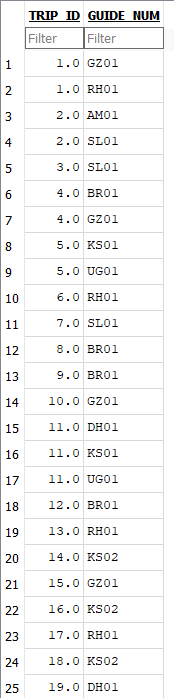 TRIP_ID GUIDE_NUM
Filter Filter
1 1.0 GZ01
2 1.0 RH01
3 2.0 AM01
4 2.0 SL01
5 3.0 SL01
6 4.0 BR01
7 4.0 GZ01
8 5.0 KS01
9 5.0 UG01
10 6.0 RH01
11 7.0 SL01
12 8.0 BR01
13 9.0 BR01
14 10.0 GZ01
15 11.0 DH01
16 11.0 KS01
17 11.0 UG01
18 12.0 BR01
19 13.0 RH01
20 14.0 KS02
21 15.0 GZ01
22 16.0 KS02
23 17.0 RH01
24 18.0 KS02
25 19.0 DH01